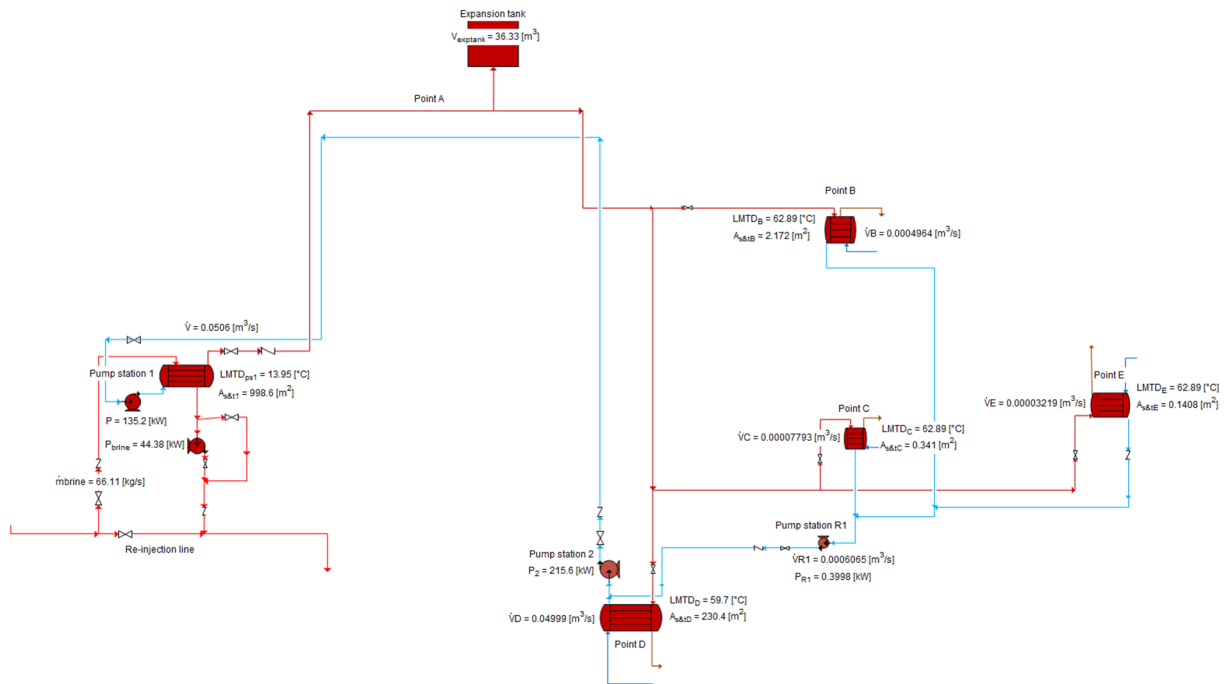 Expansion tank
V_exptank = 36.33 [m³]
Point A
Point B
LMTD_B = 62.89 [°C]
A_s&tB = 2.172 [m²]
V̇B = 0.0004964 [m³/s]
V̇ = 0.0506 [m³/s]
Pump station 1
LMTD_ps1 = 13.95 [°C]
A_s&t1 = 998.6 [m²]
P = 135.2 [kW]
P_brine = 44.38 [kW]
ṁbrine = 66.11 [kg/s]
Re-injection line
Point E
LMTD_E = 62.89 [°C]
V̇E = 0.00003219 [m³/s]
A_s&tE = 0.1408 [m²]
Point C
LMTD_C = 62.89 [°C]
V̇C = 0.00007793 [m³/s]
A_s&tC = 0.341 [m²]
Pump station R1
V̇R1 = 0.0006065 [m³/s]
P_R1 = 0.3998 [kW]
Pump station 2
P₂ = 215.6 [kW]
LMTD_D = 59.7 [°C]
V̇D = 0.04999 [m³/s]
A_s&tD = 230.4 [m²]
Point D